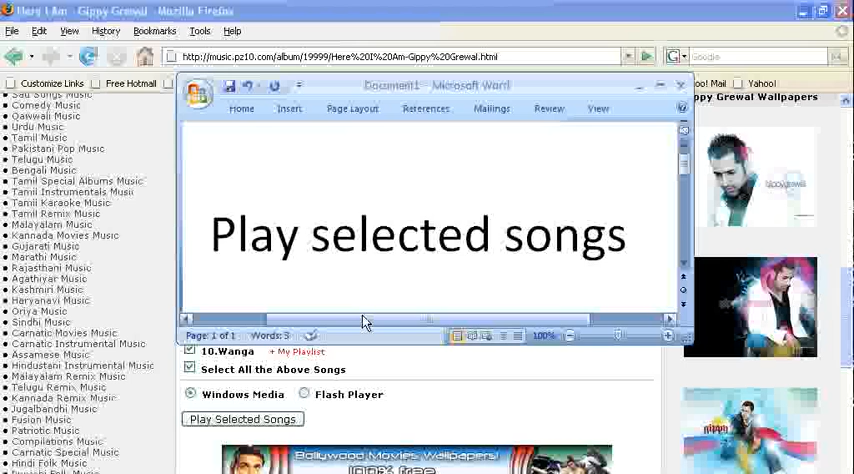 Here I Am - Gippy Grewal - Mozilla Firefox
File Edit View History Bookmarks Tools Help
http://music.pz10.com/album/19999/Here%20I%20Am-Gippy%20Grewal.html
Google
Customize Links Free Hotmail
o! Mail Yahoo!
Document1 - Microsoft Word
Home Insert Page Layout References Mailings Review View
Play selected songs
Page: 1 of 1 Words: 3 100%
Sad Songs Music
Comedy Music
Qawwali Music
Urdu Music
Tamil Music
Pakistani Pop Music
Telugu Music
Bengali Music
Tamil Special Albums Music
Tamil Instrumentals Music
Tamil Karaoke Music
Tamil Remix Music
Malayalam Music
Kannada Movies Music
Gujarati Music
Marathi Music
Rajasthani Music
Agathiyar Music
Kashmiri Music
Haryanavi Music
Oriya Music
Sindhi Music
Carnatic Movies Music
Carnatic Instrumental Music
Assamese Music
Hindustani Instrumental Music
Malayalam Remix Music
Telugu Remix Music
Kannada Remix Music
Jugalbandhi Music
Fusion Music
Patriotic Music
Compilations Music
Carnatic Special Music
Hindi Folk Music
10.Wanga + My Playlist
Select All the Above Songs
Windows Media Flash Player
Play Selected Songs
Bollywood Movies Wallpapers
100% free
ppy Grewal Wallpapers
gippygrewal